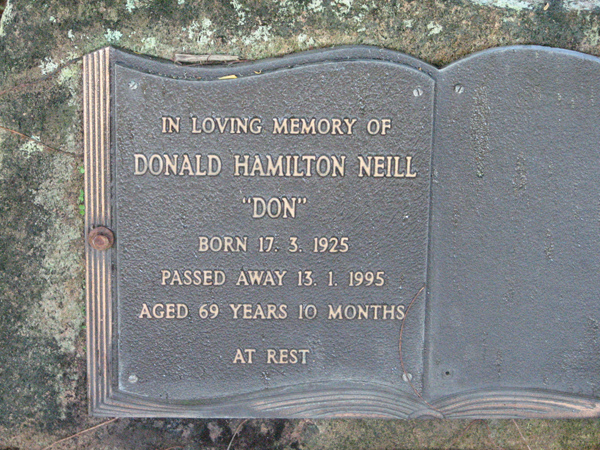 IN LOVING MEMORY OF
DONALD HAMILTON NEILL
"DON"
BORN 17. 3. 1925
PASSED AWAY 13. 1. 1995
AGED 69 YEARS 10 MONTHS
AT REST